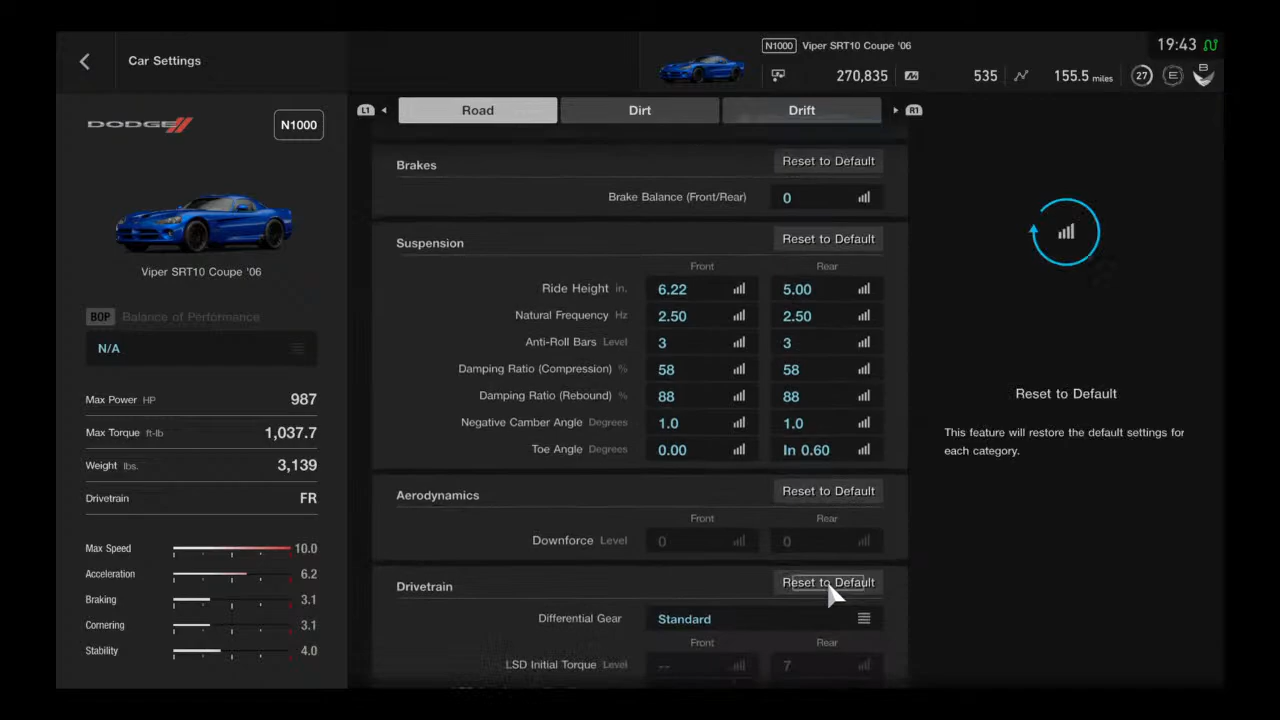 Car Settings
N1000 Viper SRT10 Coupe '06
19:43
270,835 535 155.5 miles 27 E B
L1 Road Dirt Drift R1
DODGE N1000
Viper SRT10 Coupe '06
BOP Balance of Performance
N/A
Max Power HP 987
Max Torque ft-lb 1,037.7
Weight lbs. 3,139
Drivetrain FR
Max Speed 10.0
Acceleration 6.2
Braking 3.1
Cornering 3.1
Stability 4.0
Brakes Reset to Default
Brake Balance (Front/Rear) 0
Suspension Reset to Default
Front Rear
Ride Height in. 6.22 5.00
Natural Frequency Hz 2.50 2.50
Anti-Roll Bars Level 3 3
Damping Ratio (Compression) % 58 58
Damping Ratio (Rebound) % 88 88
Negative Camber Angle Degrees 1.0 1.0
Toe Angle Degrees 0.00 In 0.60
Aerodynamics Reset to Default
Front Rear
Downforce Level 0 0
Drivetrain Reset to Default
Differential Gear Standard
Front Rear
LSD Initial Torque Level -- 7
Reset to Default
This feature will restore the default settings for
each category.